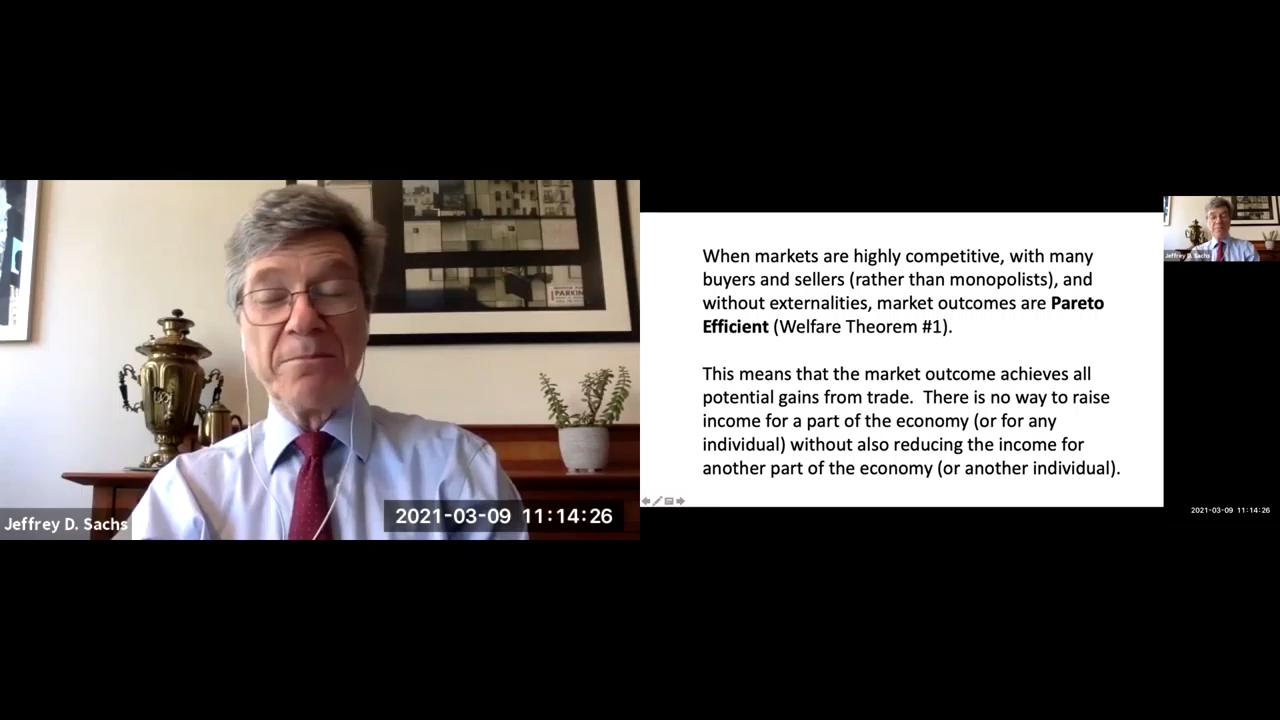 PARKIN
Jeffrey D. Sachs
2021-03-09 11:14:26
When markets are highly competitive, with many
buyers and sellers (rather than monopolists), and
without externalities, market outcomes are Pareto
Efficient (Welfare Theorem #1).
This means that the market outcome achieves all
potential gains from trade.  There is no way to raise
income for a part of the economy (or for any
individual) without also reducing the income for
another part of the economy (or another individual).
Jeffrey D. Sachs
2021-03-09 11:14:26